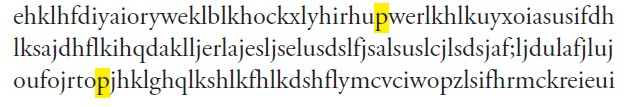 ehklhfdiyaioryweklblkhockxlyhirhupwerlkhlkuyxoiasusifdh
lksajdhflkihqdaklljerlajesljselusdslfjsalsuslcjlsdsjaf;ljdulafjluj
oufojrtopjhklghqlkshlkfhlkdshflymcvciwopzlsifhrmckreieui